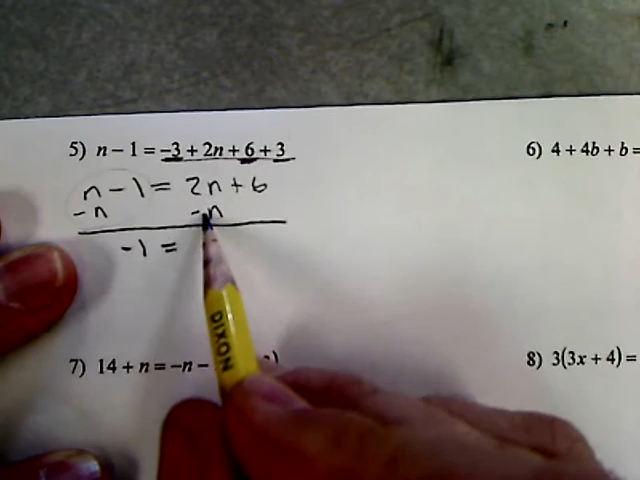 5) n − 1 = −3 + 2n + 6 + 3
6) 4 + 4b + b =
n - 1 = 2n + 6
- n - n
- 1 =
DIXON
7) 14 + n = −n −
8) 3(3x + 4) =